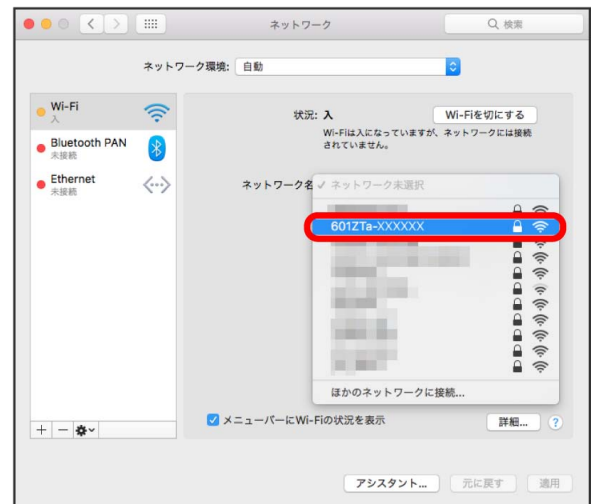 ネットワーク
検索
ネットワーク環境: 自動
Wi-Fi
入
Bluetooth PAN
未接続
Ethernet
未接続
状況: 入
Wi-Fiを切にする
Wi-Fiは入になっていますが、ネットワークには接続
されていません。
ネットワーク名
✓ ネットワーク未選択
601ZTa-XXXXXX
ほかのネットワークに接続...
メニューバーにWi-Fiの状況を表示
詳細...
?
アシスタント...
元に戻す
適用